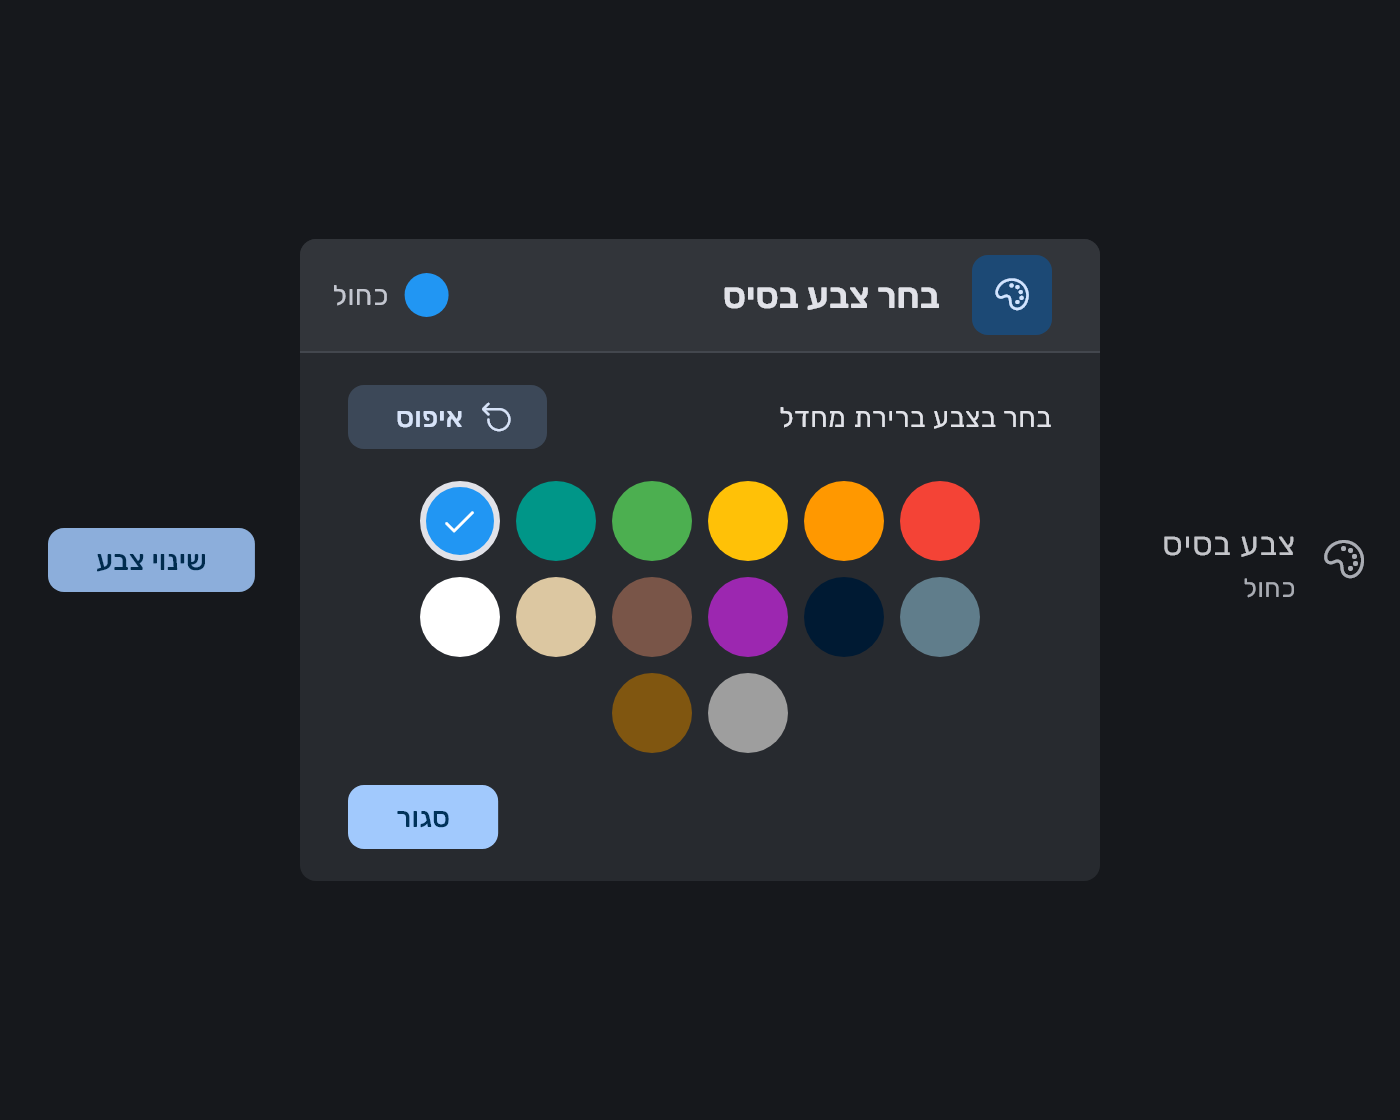 בחר צבע בסיס
כחול
בחר בצבע ברירת מחדל
איפוס
צבע בסיס
כחול
שינוי צבע
סגור